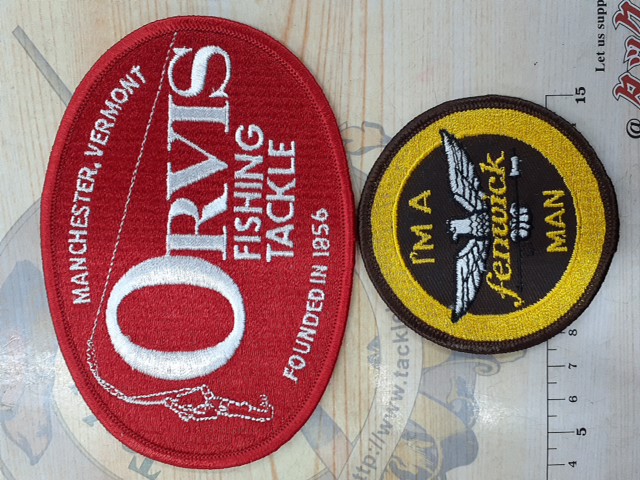 MANCHESTER, VERMONT
ORVIS
FISHING
TACKLE
FOUNDED IN 1856
I'M A
fenwick
MAN
Let us supp
@
http://www.tackl
15
8
7
6
5
4